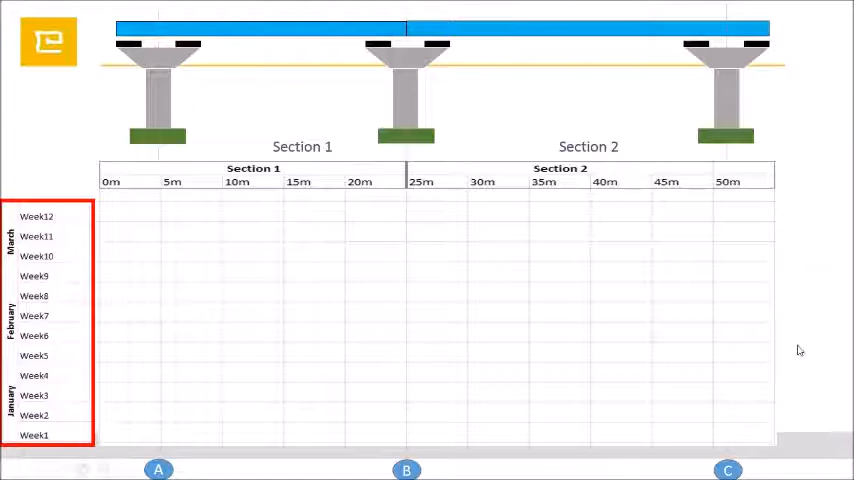 Section 1
Section 2
Section 1
Section 2
0m
5m
10m
15m
20m
25m
30m
35m
40m
45m
50m
March
February
January
Week12
Week11
Week10
Week9
Week8
Week7
Week6
Week5
Week4
Week3
Week2
Week1
A
B
C